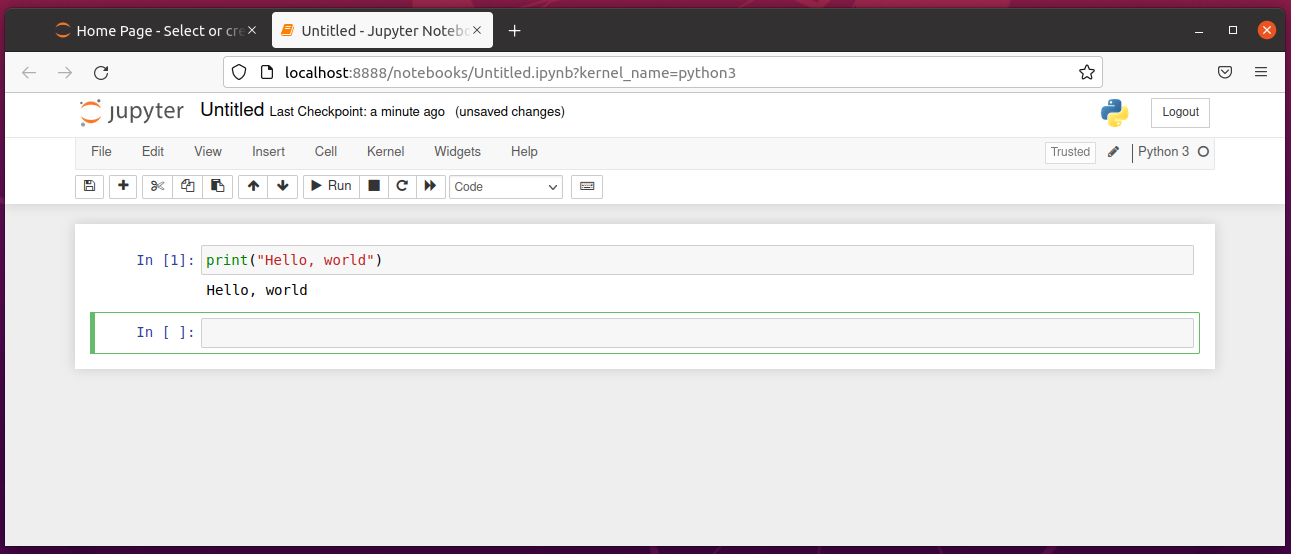 Home Page - Select or cre
Untitled - Jupyter Notebo
localhost:8888/notebooks/Untitled.ipynb?kernel_name=python3
jupyter Untitled Last Checkpoint: a minute ago (unsaved changes) Logout
File Edit View Insert Cell Kernel Widgets Help Trusted Python 3
Run Code
In [1]: print("Hello, world")
Hello, world
In [ ]: